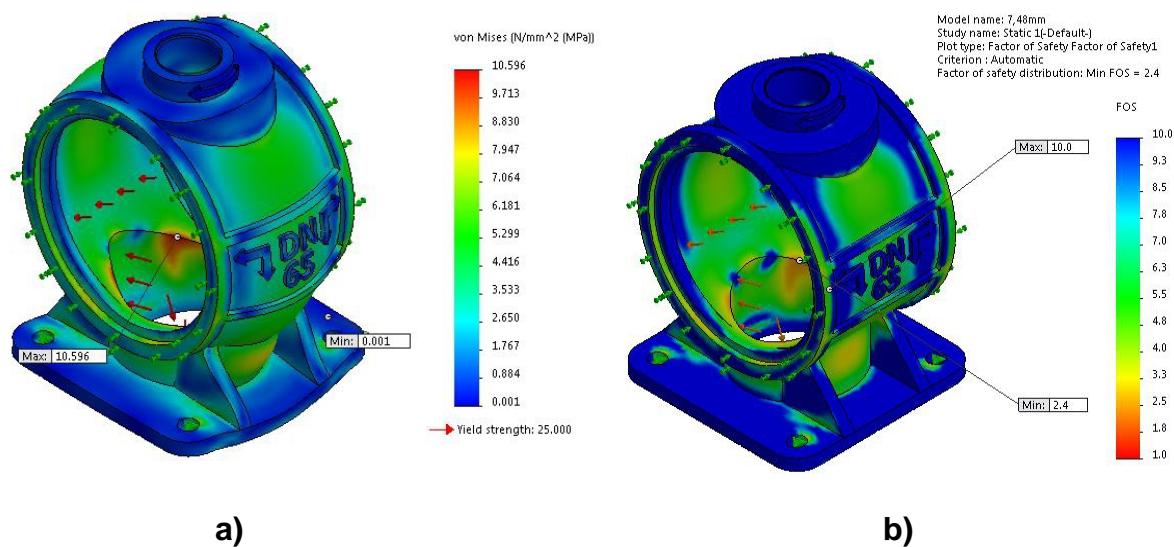 von Mises (N/mm^2 (MPa))
10.596
9.713
8.830
7.947
7.064
6.181
5.299
4.416
3.533
2.650
1.767
0.884
0.001
Yield strength: 25.000
DN
65
Max: 10.596
Min: 0.001
a)
Model name: 7,48mm
Study name: Static 1(-Default-)
Plot type: Factor of Safety Factor of Safety1
Criterion : Automatic
Factor of safety distribution: Min FOS = 2.4
FOS
10.0
9.3
8.5
7.8
7.0
6.3
5.5
4.8
4.0
3.3
2.5
1.8
1.0
Max: 10.0
DN
65
Min: 2.4
b)